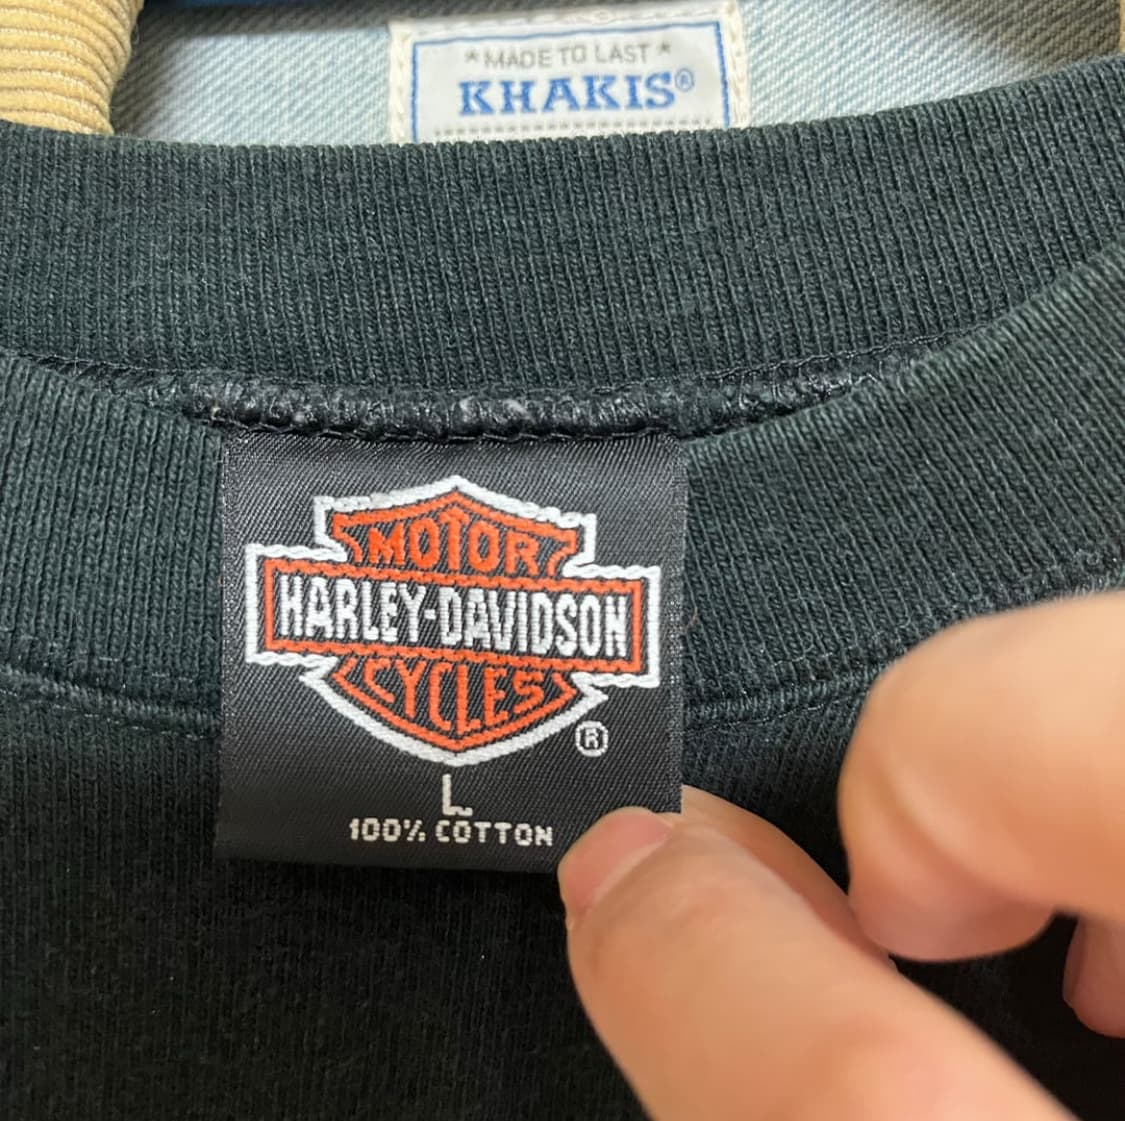 *MADE TO LAST*
KHAKIS®
MOTOR
HARLEY-DAVIDSON
CYCLES
®
L
100% COTTON